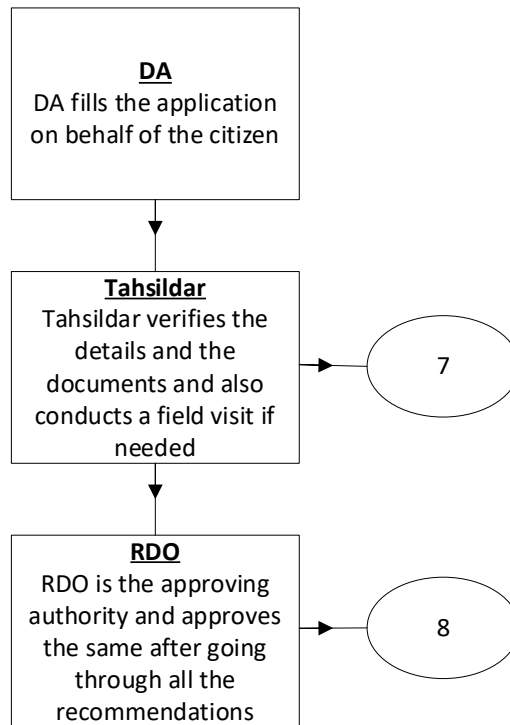 DA
DA fills the application
on behalf of the citizen
Tahsildar
Tahsildar verifies the
details and the
documents and also
conducts a field visit if
needed
7
RDO
RDO is the approving
authority and approves
the same after going
through all the
recommendations
8